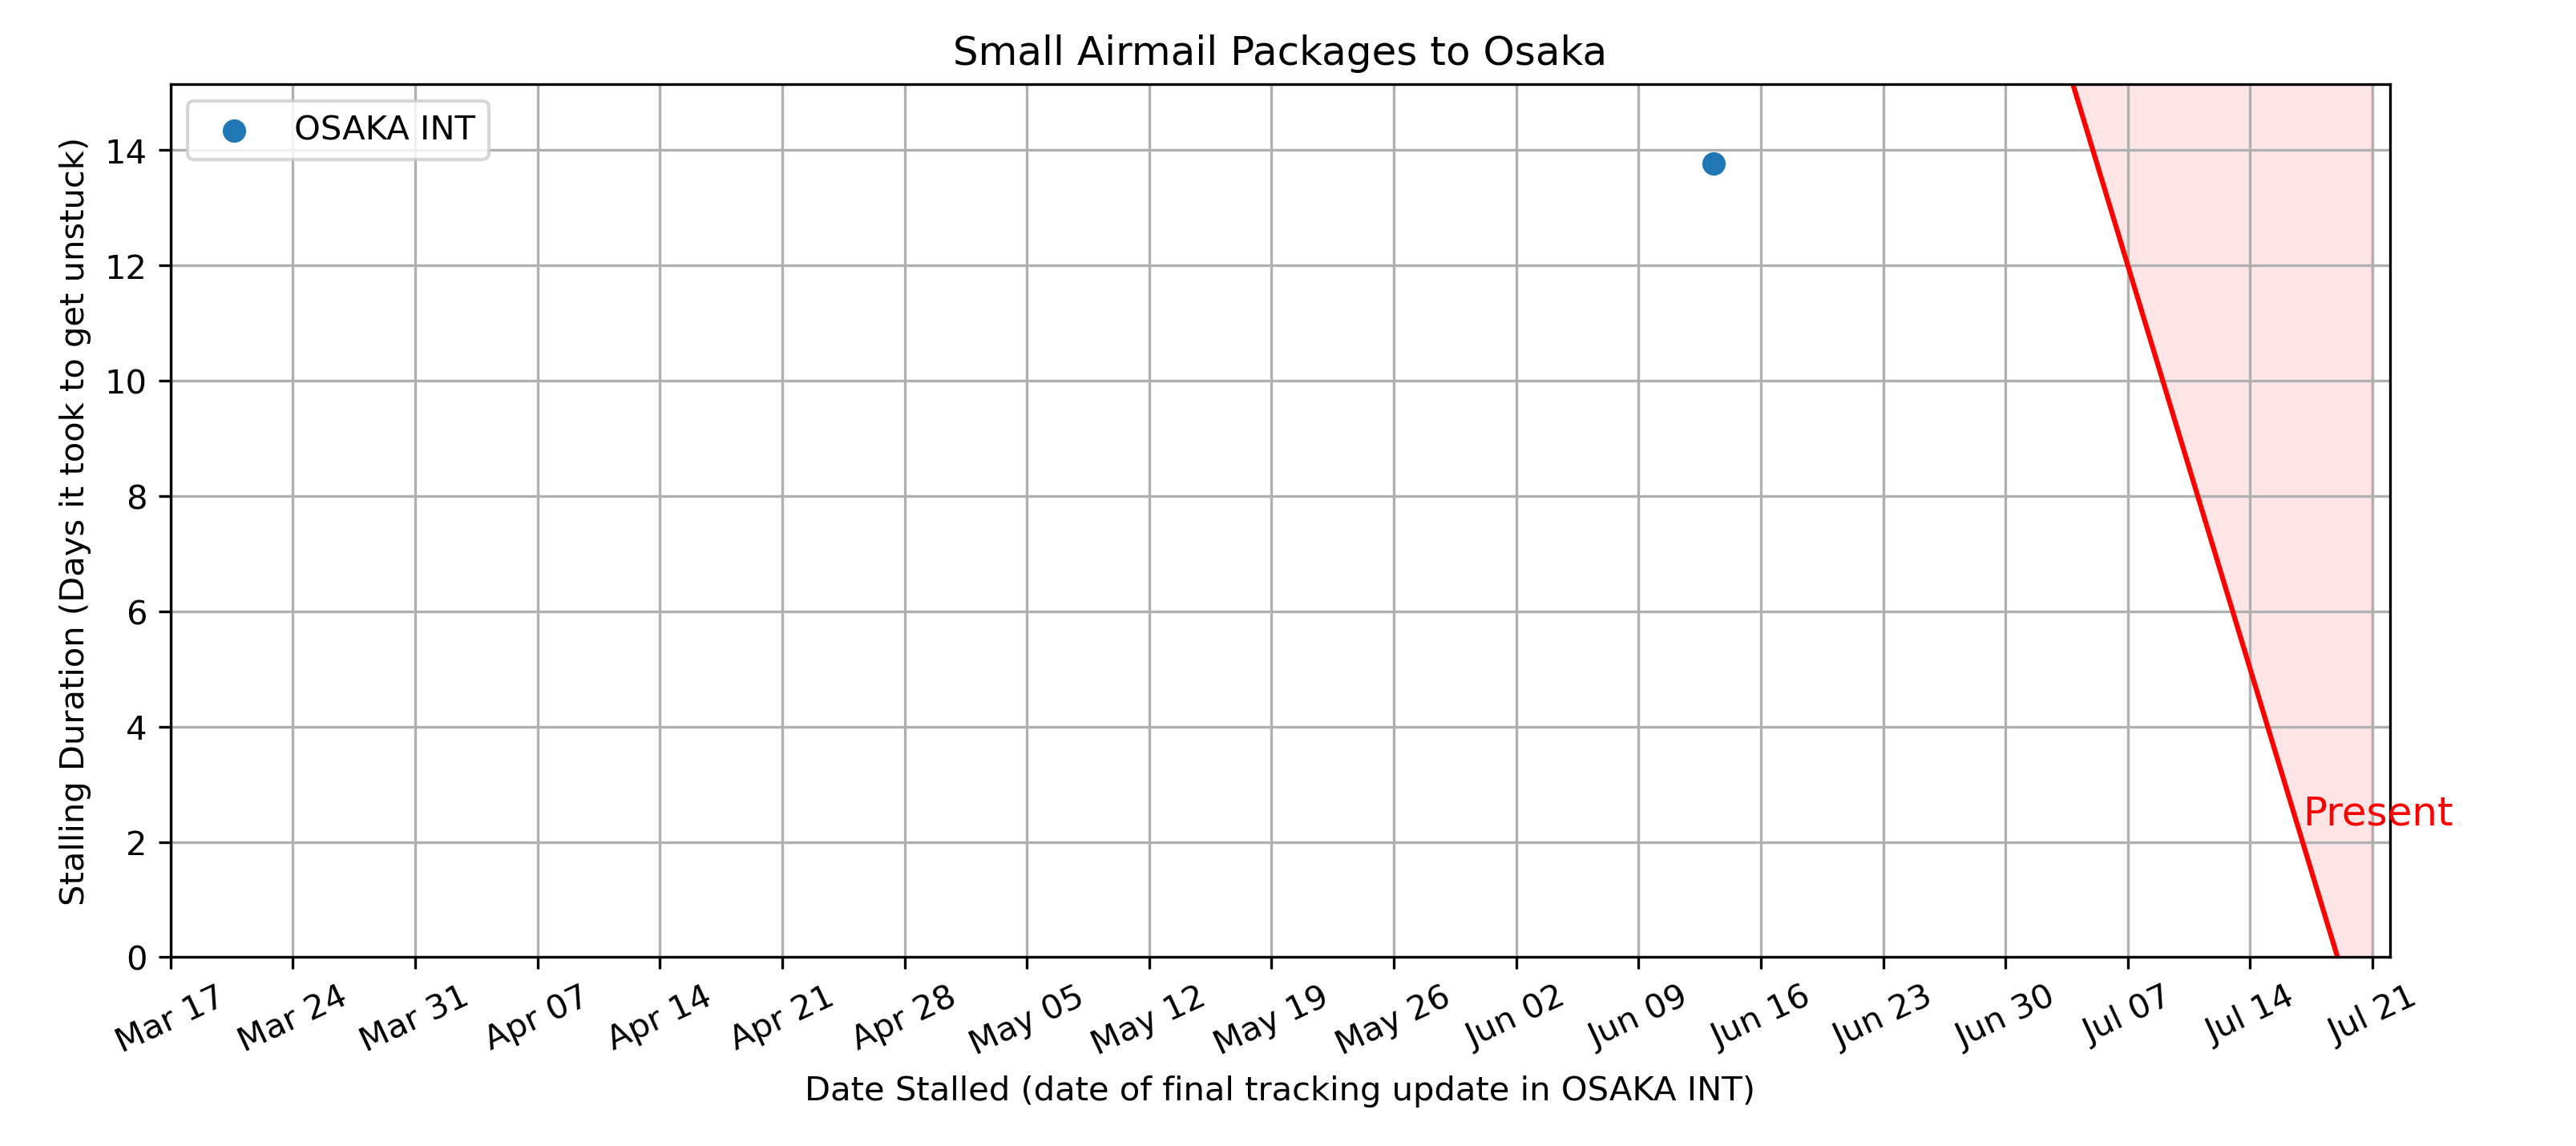 Small Airmail Packages to Osaka
OSAKA INT
Stalling Duration (Days it took to get unstuck)
14
12
10
8
6
4
2
0
Present
Mar 17
Mar 24
Mar 31
Apr 07
Apr 14
Apr 21
Apr 28
May 05
May 12
May 19
May 26
Jun 02
Jun 09
Jun 16
Jun 23
Jun 30
Jul 07
Jul 14
Jul 21
Date Stalled (date of final tracking update in OSAKA INT)